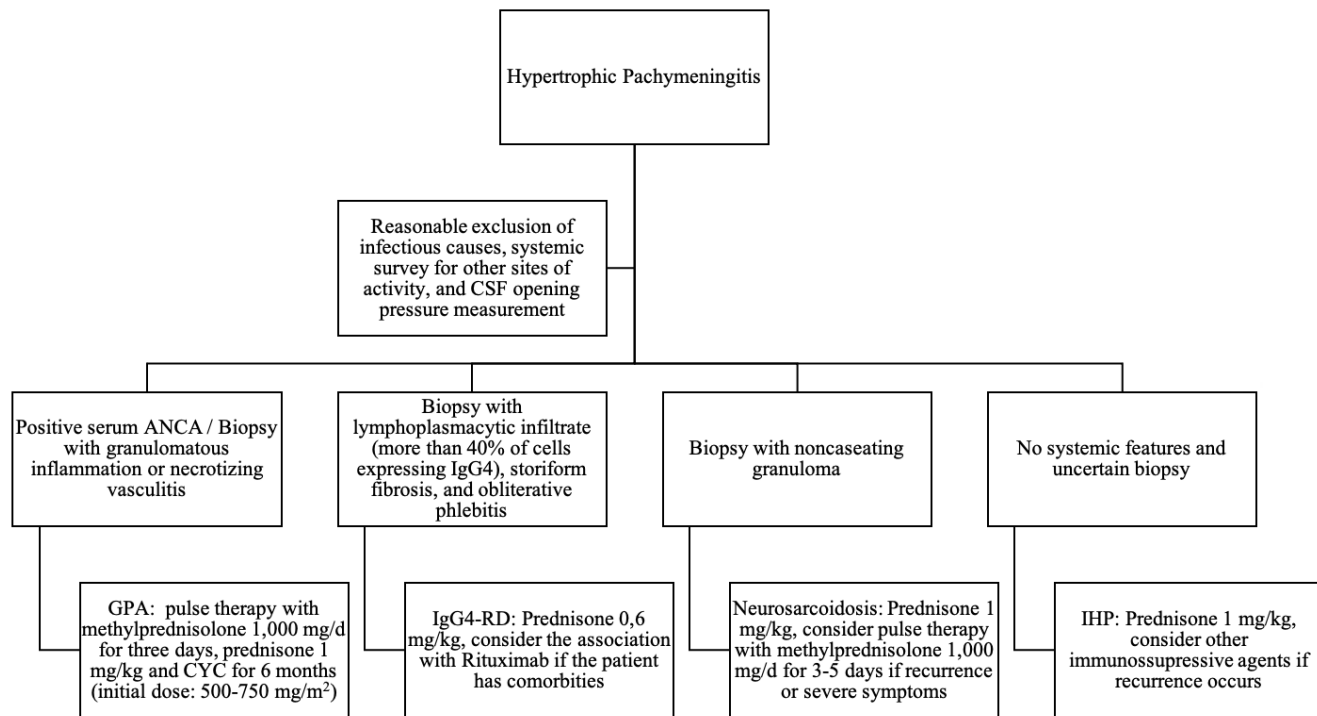 Hypertrophic Pachymeningitis
Reasonable exclusion of
infectious causes, systemic
survey for other sites of
activity, and CSF opening
pressure measurement
Positive serum ANCA / Biopsy
with granulomatous
inflammation or necrotizing
vasculitis
Biopsy with
lymphoplasmacytic infiltrate
(more than 40% of cells
expressing IgG4), storiform
fibrosis, and obliterative
phlebitis
Biopsy with noncaseating
granuloma
No systemic features and
uncertain biopsy
GPA:  pulse therapy with
methylprednisolone 1,000 mg/d
for three days, prednisone 1
mg/kg and CYC for 6 months
(initial dose: 500-750 mg/m²)
IgG4-RD: Prednisone 0,6
mg/kg, consider the association
with Rituximab if the patient
has comorbities
Neurosarcoidosis: Prednisone 1
mg/kg, consider pulse therapy
with methylprednisolone 1,000
mg/d for 3-5 days if recurrence
or severe symptoms
IHP: Prednisone 1 mg/kg,
consider other
immunossupressive agents if
recurrence occurs